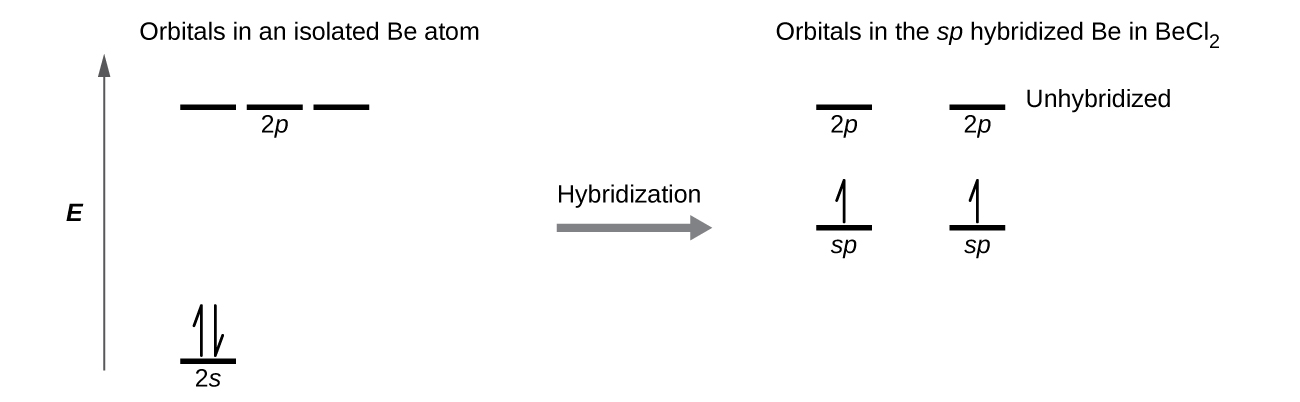 Orbitals in an isolated Be atom
Orbitals in the sp hybridized Be in BeCl₂
2p
2p
2p
Unhybridized
E
Hybridization
sp
sp
2s